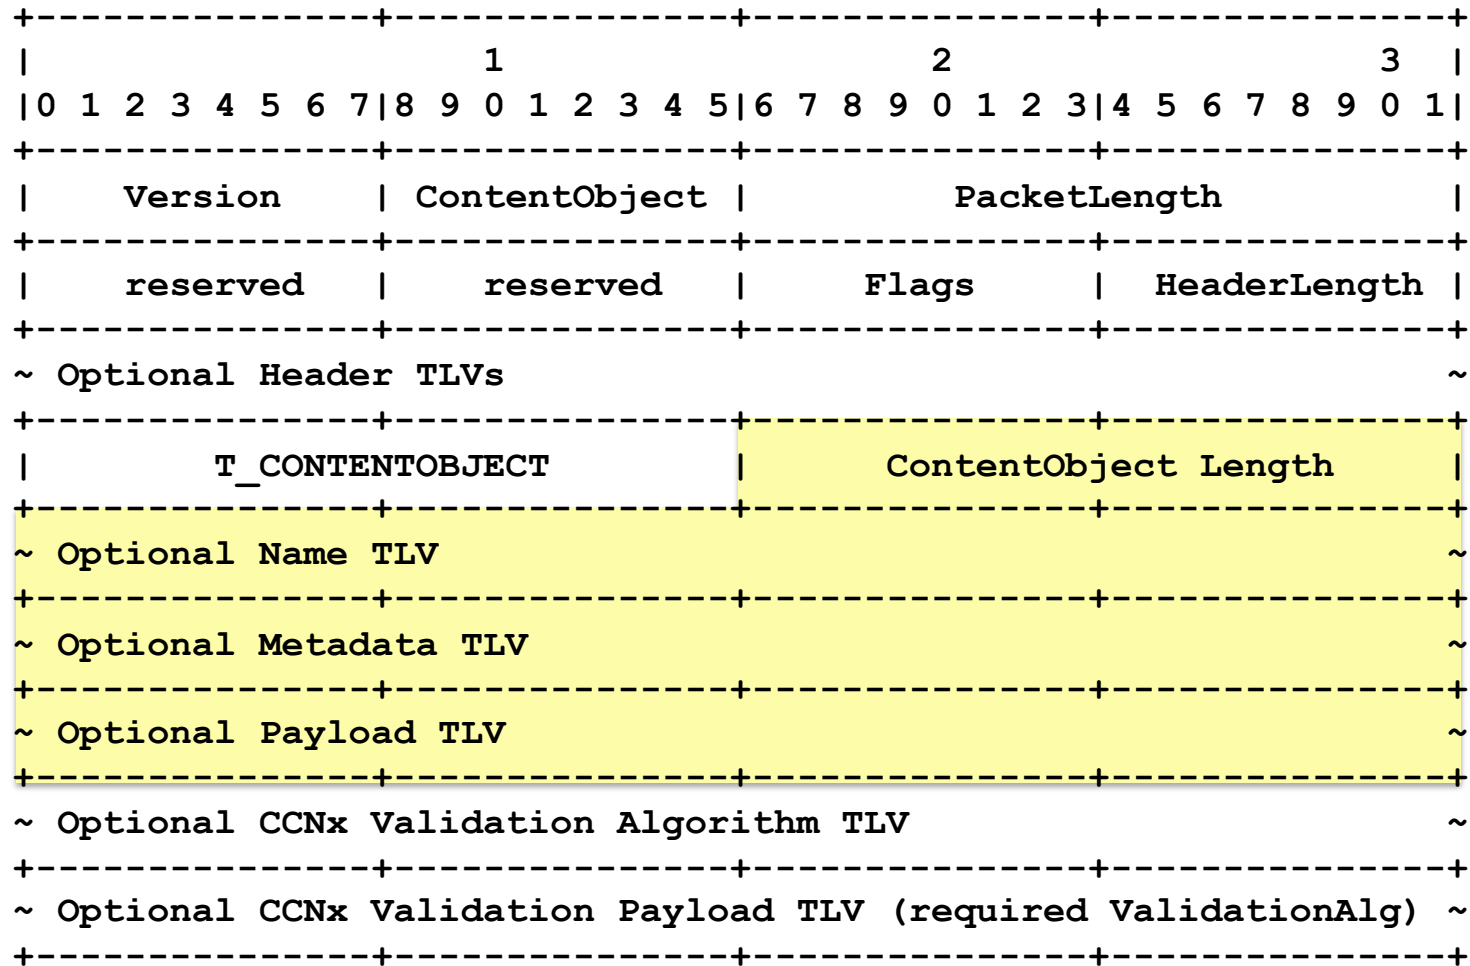 +---------------+---------------+---------------+---------------+
|                    1                   2                   3  |
|0 1 2 3 4 5 6 7|8 9 0 1 2 3 4 5|6 7 8 9 0 1 2 3|4 5 6 7 8 9 0 1|
+---------------+---------------+---------------+---------------+
|    Version    | ContentObject |         PacketLength          |
+---------------+---------------+---------------+---------------+
|    reserved   |    reserved   |     Flags     |  HeaderLength |
+---------------+---------------+---------------+---------------+
~ Optional Header TLVs                                          ~
+---------------+---------------+---------------+---------------+
|        T_CONTENTOBJECT        |      ContentObject Length     |
+---------------+---------------+---------------+---------------+
~ Optional Name TLV                                             ~
+---------------+---------------+---------------+---------------+
~ Optional Metadata TLV                                         ~
+---------------+---------------+---------------+---------------+
~ Optional Payload TLV                                          ~
+---------------+---------------+---------------+---------------+
~ Optional CCNx Validation Algorithm TLV                        ~
+---------------+---------------+---------------+---------------+
~ Optional CCNx Validation Payload TLV (required ValidationAlg) ~
+---------------+---------------+---------------+---------------+